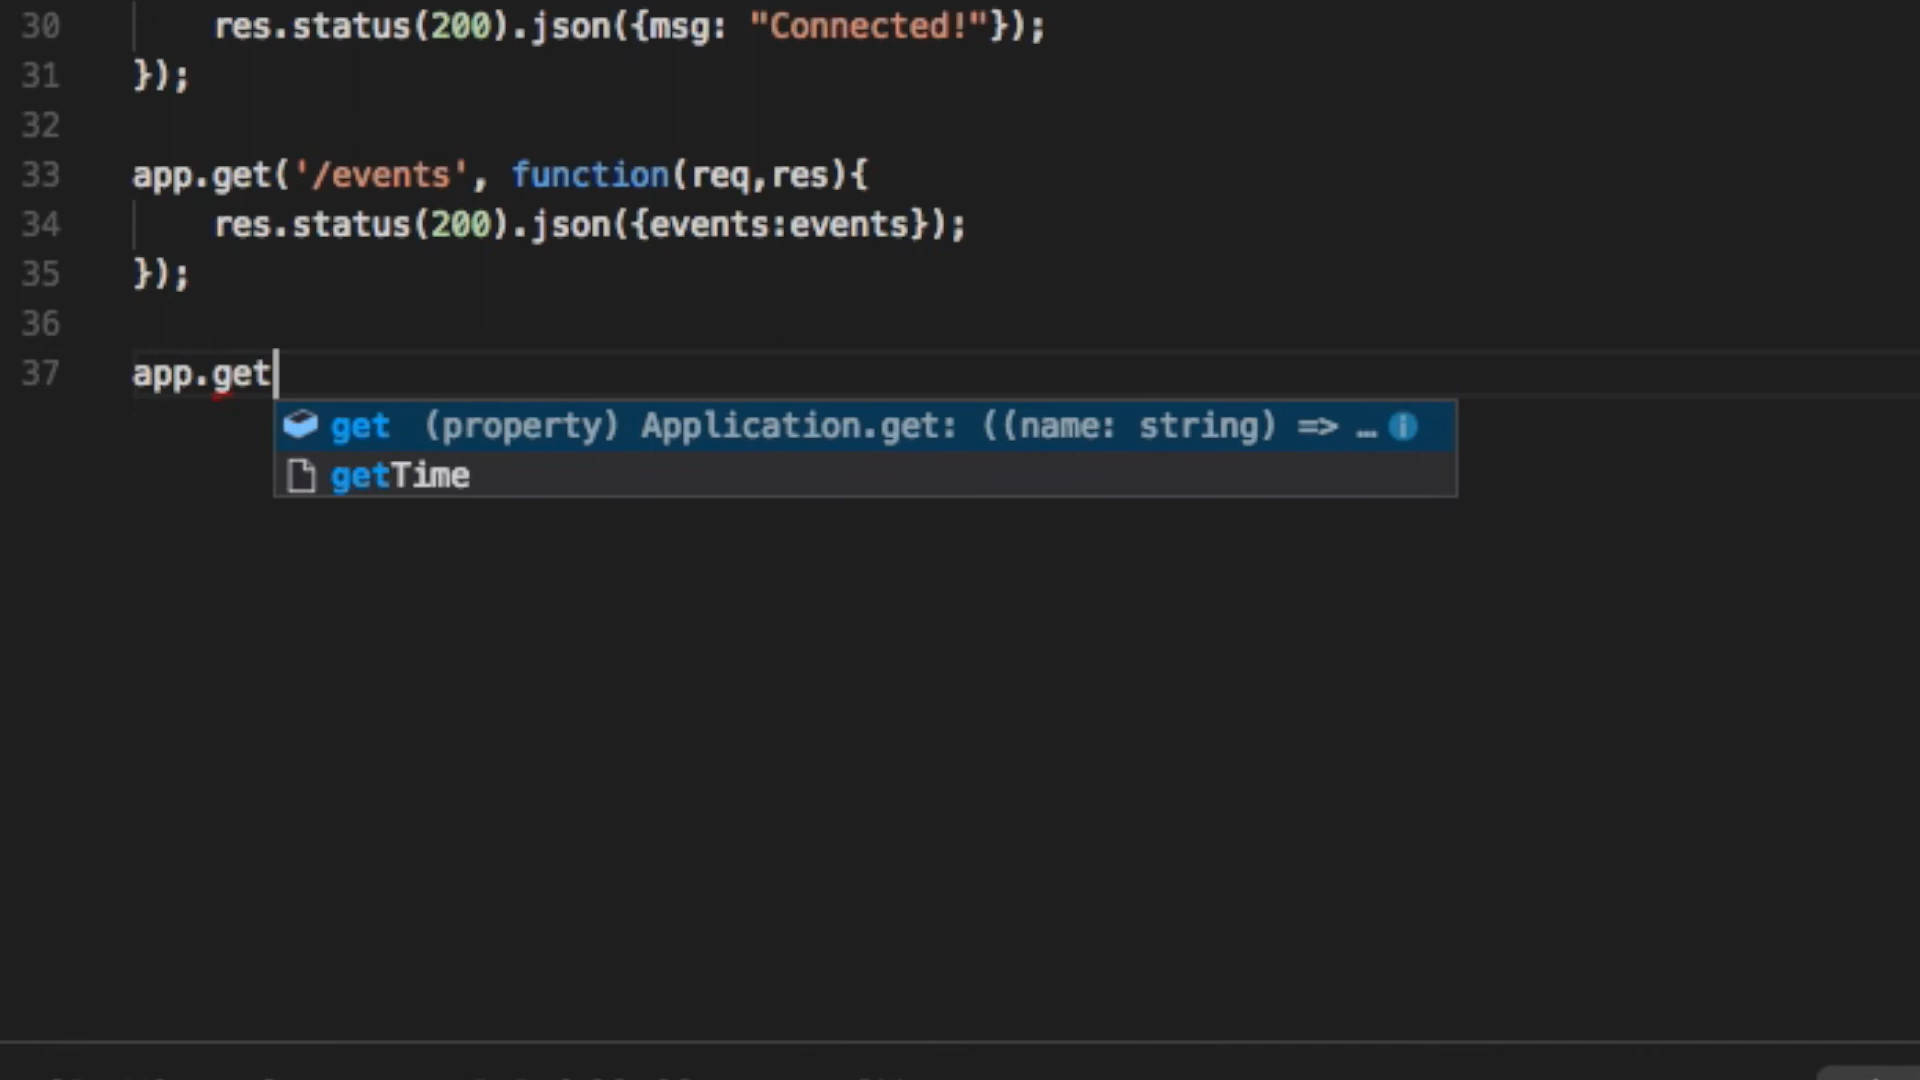 30 res.status(200).json({msg: "Connected!"});
31 });
32
33 app.get('/events', function(req,res){
34 res.status(200).json({events:events});
35 });
36
37 app.get
get (property) Application.get: ((name: string) => …
getTime